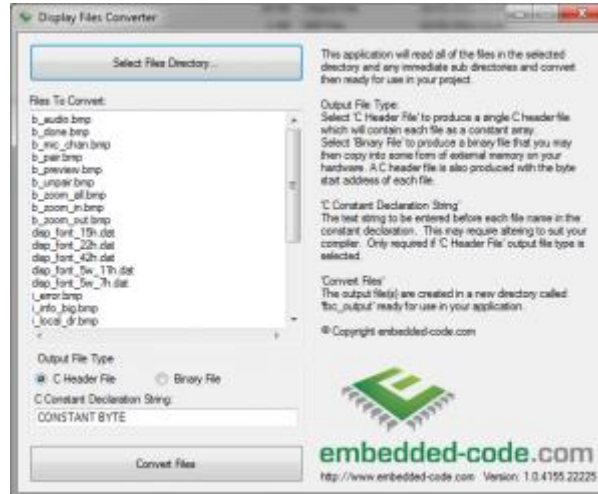 Display Files Converter
Select Files Directory...
Files To Convert:
b_audio.bmp
b_done.bmp
b_mic_chan.bmp
b_pair.bmp
b_preview.bmp
b_unpair.bmp
b_zoom_all.bmp
b_zoom_in.bmp
b_zoom_out.bmp
disp_font_15h.dat
disp_font_22h.dat
disp_font_42h.dat
disp_font_5w_11h.dat
disp_font_5w_7h.dat
i_error.bmp
i_info_big.bmp
i_local_dr.bmp
Output File Type
C Header File
Binary File
C Constant Declaration String:
CONSTANT BYTE
Convert Files
This application will read all of the files in the selected
directory and any immediate sub directories and convert
then ready for use in your project.
Output File Type:
Select 'C Header File' to produce a single C header file
which will contain each file as a constant array.
Select 'Binary File' to produce a binary file that you may
then copy into some form of external memory on your
hardware. A C header file is also produced with the byte
start address of each file.
'C Constant Declaration String'
The text string to be entered before each file name in the
constant declaration. This may require altering to suit your
compiler. Only required if 'C Header File' output file type is
selected.
'Convert Files'
The output file(s) are created in a new directory called
'fbc_output' ready for use in your application.
© Copyright embedded-code.com
embedded-code.com
http://www.embedded-code.com Version: 1.0.4155.22225